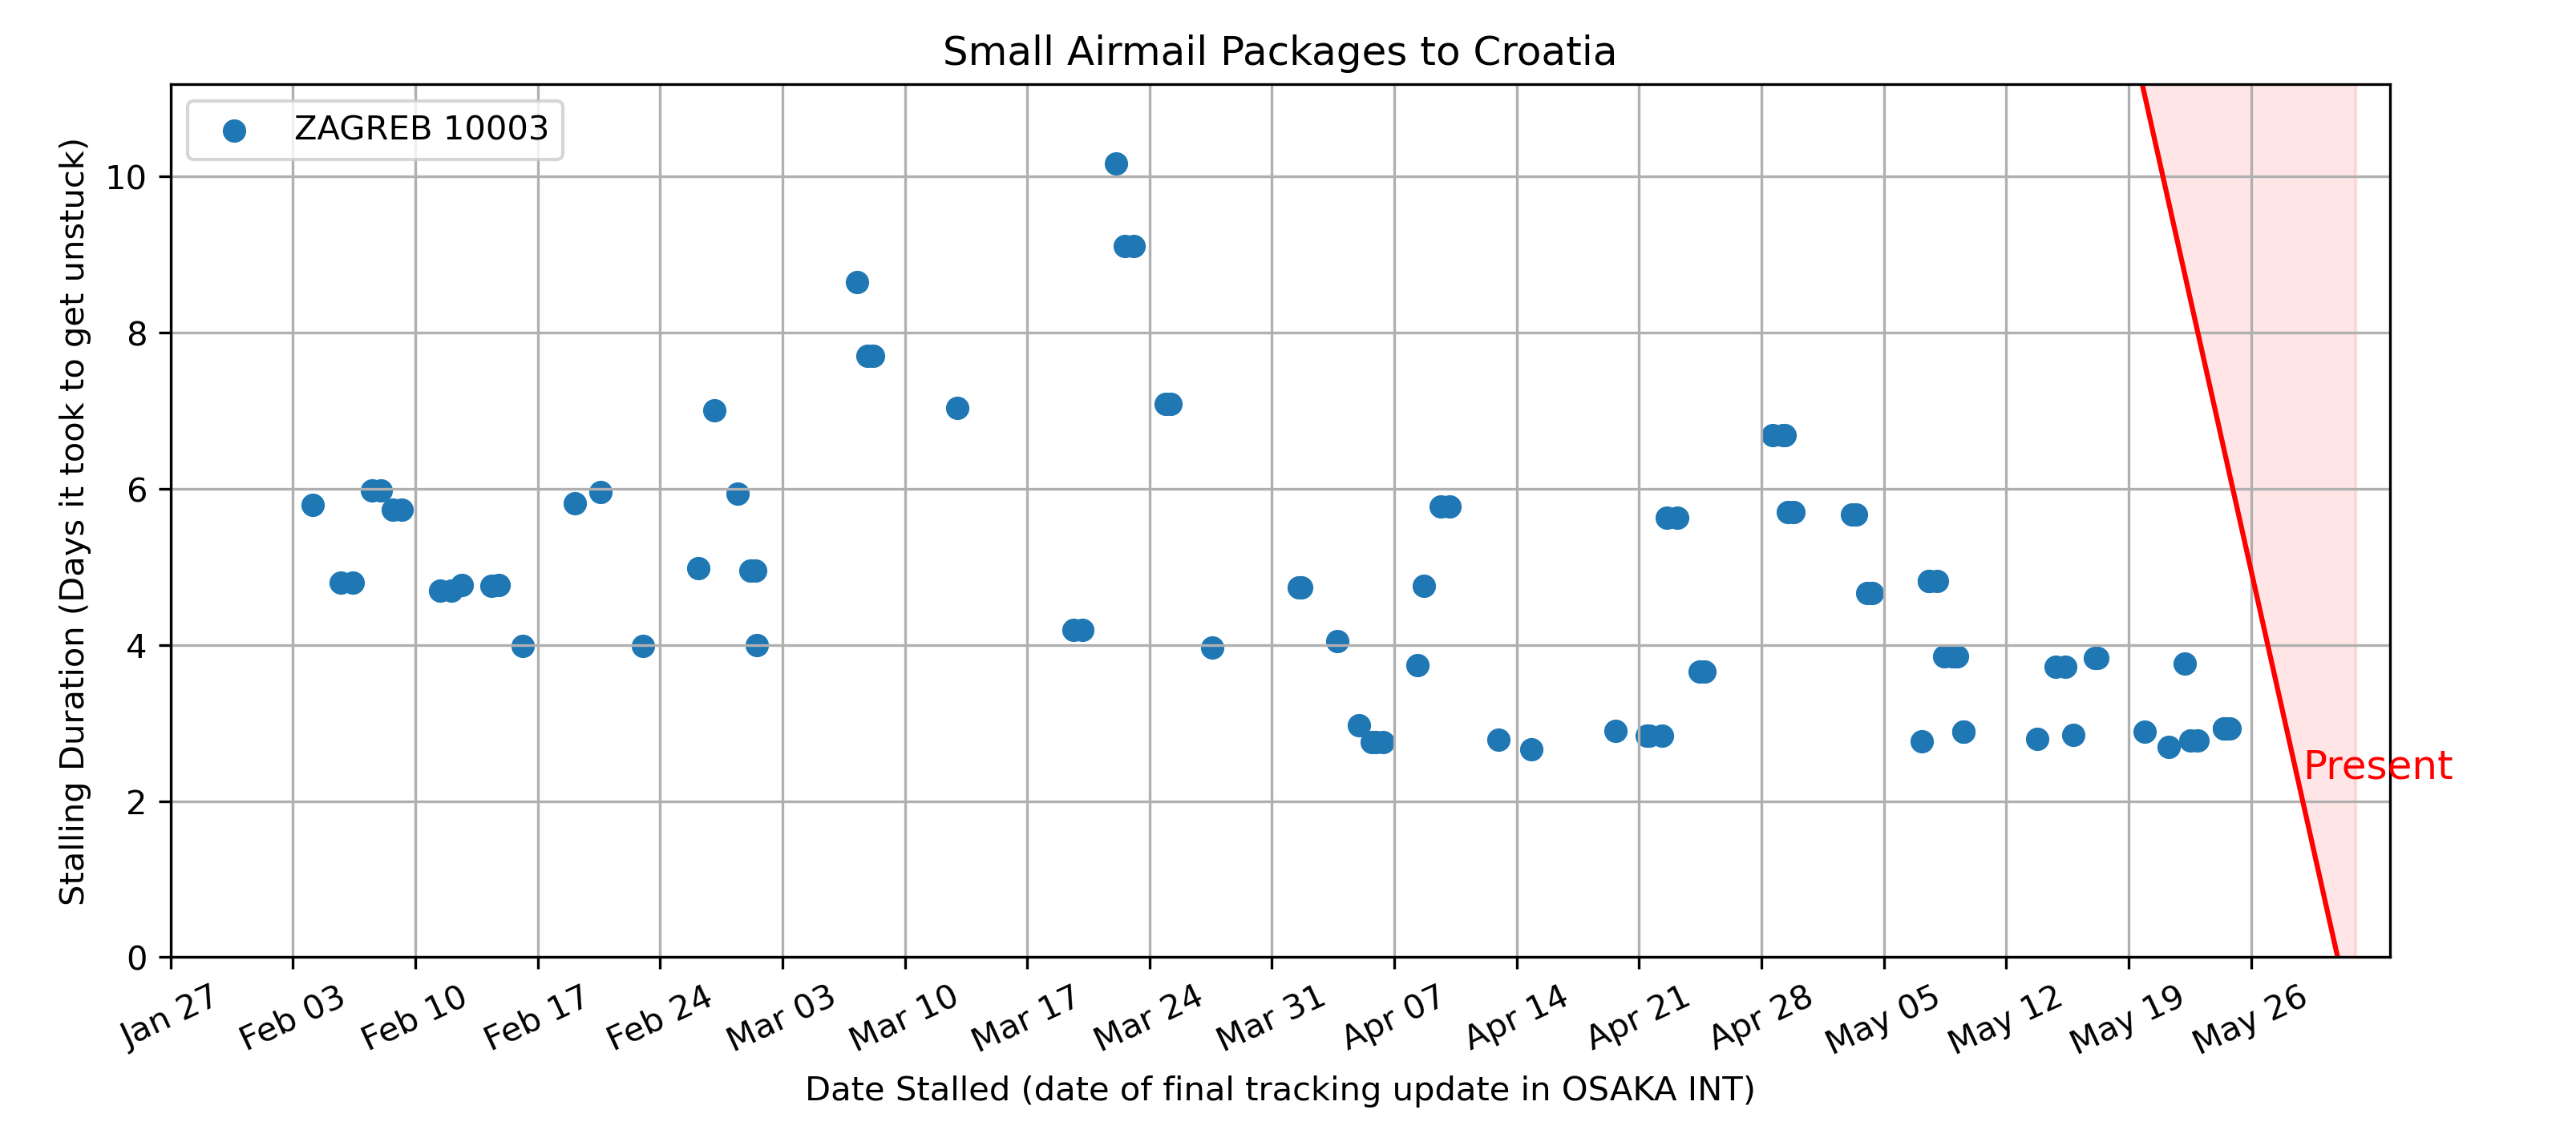 Small Airmail Packages to Croatia
ZAGREB 10003
Stalling Duration (Days it took to get unstuck)
10
8
6
4
2
0
Present
Jan 27
Feb 03
Feb 10
Feb 17
Feb 24
Mar 03
Mar 10
Mar 17
Mar 24
Mar 31
Apr 07
Apr 14
Apr 21
Apr 28
May 05
May 12
May 19
May 26
Date Stalled (date of final tracking update in OSAKA INT)